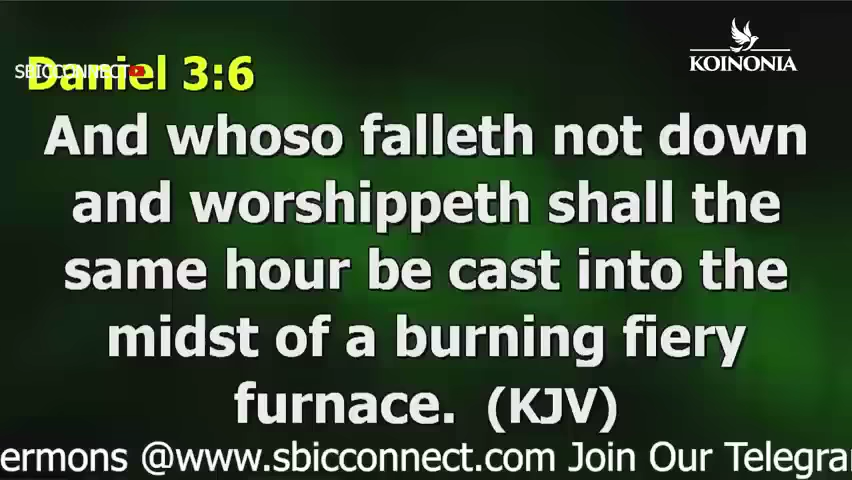 SBICCONNECT
Daniel 3:6
KOINONIA
And whoso falleth not down
and worshippeth shall the
same hour be cast into the
midst of a burning fiery
furnace. (KJV)
ermons @www.sbicconnect.com Join Our Telegra